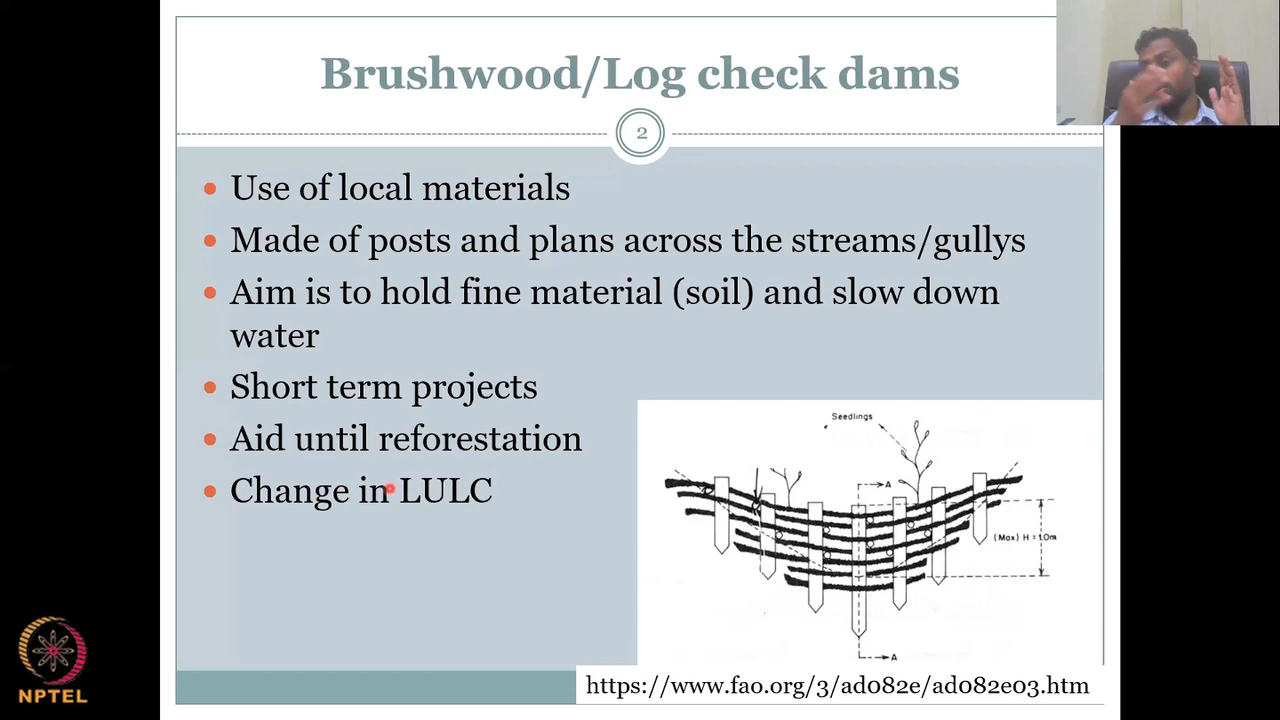 Brushwood/Log check dams
2
Use of local materials
Made of posts and plans across the streams/gullys
Aim is to hold fine material (soil) and slow down
water
Short term projects
Aid until reforestation
Change in LULC
Seedlings
A
(Max) H = 1.0m
A
https://www.fao.org/3/ad082e/ad082e03.htm
NPTEL